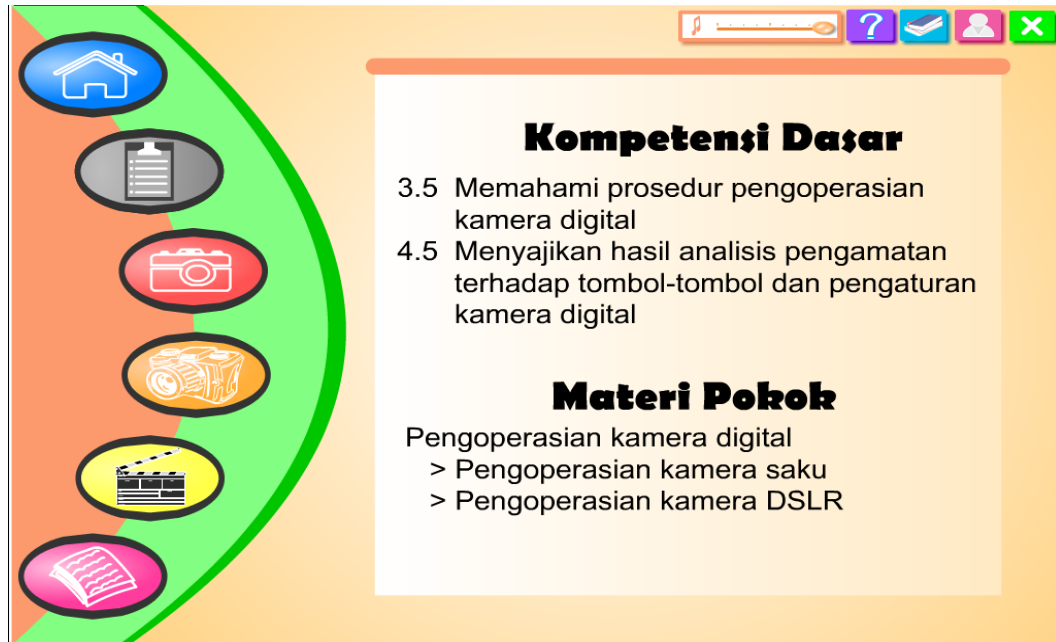 ?
Kompetensi Dasar
3.5 Memahami prosedur pengoperasian
kamera digital
4.5 Menyajikan hasil analisis pengamatan
terhadap tombol-tombol dan pengaturan
kamera digital
Materi Pokok
Pengoperasian kamera digital
> Pengoperasian kamera saku
> Pengoperasian kamera DSLR